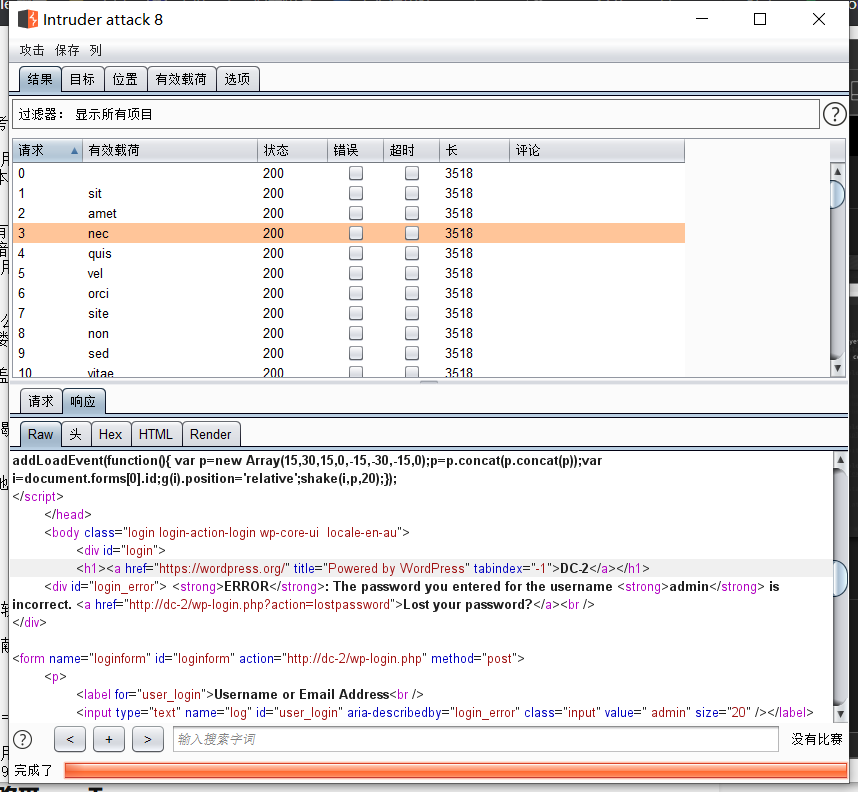 Intruder attack 8
攻击 保存 列
结果 目标 位置 有效载荷 选项
过滤器： 显示所有项目 ?
请求 有效载荷 状态 错误 超时 长 评论
0 200 3518
1 sit 200 3518
2 amet 200 3518
3 nec 200 3518
4 quis 200 3518
5 vel 200 3518
6 orci 200 3518
7 site 200 3518
8 non 200 3518
9 sed 200 3518
10 vitae 200 3518
请求 响应
Raw 头 Hex HTML Render
addLoadEvent(function(){ var p=new Array(15,30,15,0,-15,-30,-15,0);p=p.concat(p.concat(p));var
i=document.forms[0].id;g(i).position='relative';shake(i,p,20);});
</script>
</head>
<body class="login login-action-login wp-core-ui  locale-en-au">
<div id="login">
<h1><a href="https://wordpress.org/" title="Powered by WordPress" tabindex="-1">DC-2</a></h1>
<div id="login_error"> <strong>ERROR</strong>: The password you entered for the username <strong>admin</strong> is
incorrect. <a href="http://dc-2/wp-login.php?action=lostpassword">Lost your password?</a><br />
</div>
<form name="loginform" id="loginform" action="http://dc-2/wp-login.php" method="post">
<p>
<label for="user_login">Username or Email Address<br />
<input type="text" name="log" id="user_login" aria-describedby="login_error" class="input" value=" admin" size="20" /></label>
? < + > 输入搜索字词 没有比赛
完成了